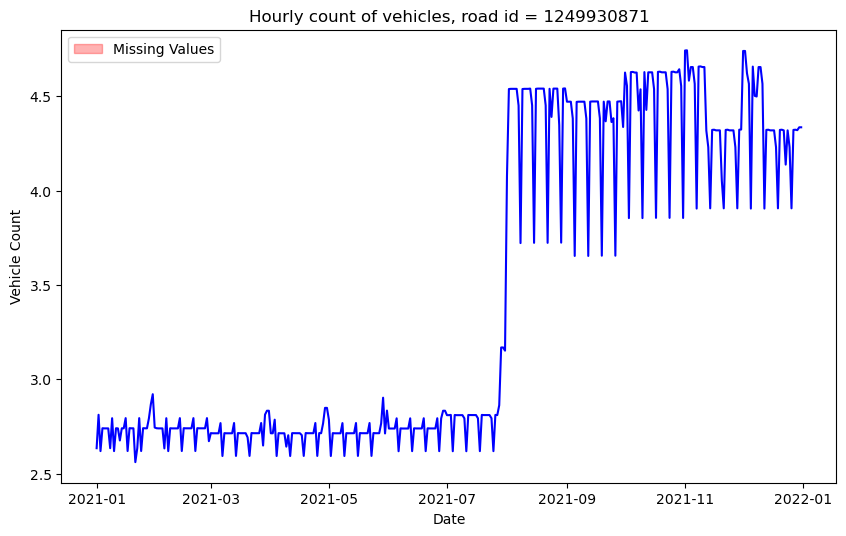 Hourly count of vehicles, road id = 1249930871
Missing Values
Vehicle Count
4.5
4.0
3.5
3.0
2.5
2021-01 2021-03 2021-05 2021-07 2021-09 2021-11 2022-01
Date